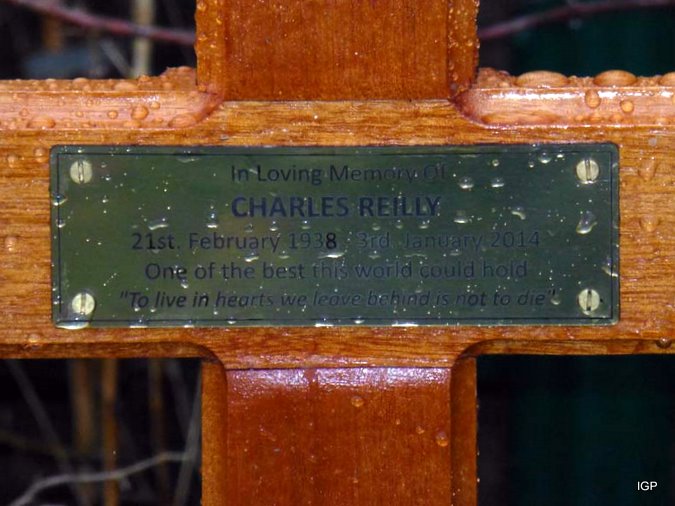 In Loving Memory Of
CHARLES REILLY
21st. February 1938 - 3rd. January 2014
One of the best this world could hold
"To live in hearts we leave behind is not to die"
IGP